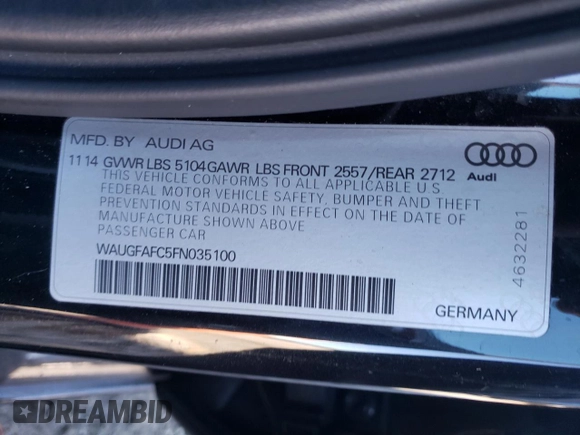 MFD. BY AUDI AG
11 14 GVWR LBS 5104 GAWR LBS FRONT 2557/REAR 2712
THIS VEHICLE CONFORMS TO ALL APPLICABLE U.S
FEDERAL MOTOR VEHICLE SAFETY. BUMPER AND THEFT
PREVENTION STANDARDS IN EFFECT ON THE DATE OF
MANUFACTURE SHOWN ABOVE
PASSENGER CAR
WAUGFAFC5FN035100
Audi
4632281
GERMANY
DREAMBID